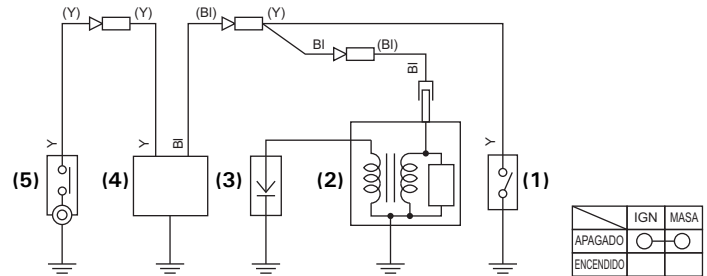 (Y) (Y) (Bl) (Y)
Bl (Bl)
Bl
Y Y Bl Y
(5) (4) (3) (2) (1)
IGN MASA
APAGADO
ENCENDIDO